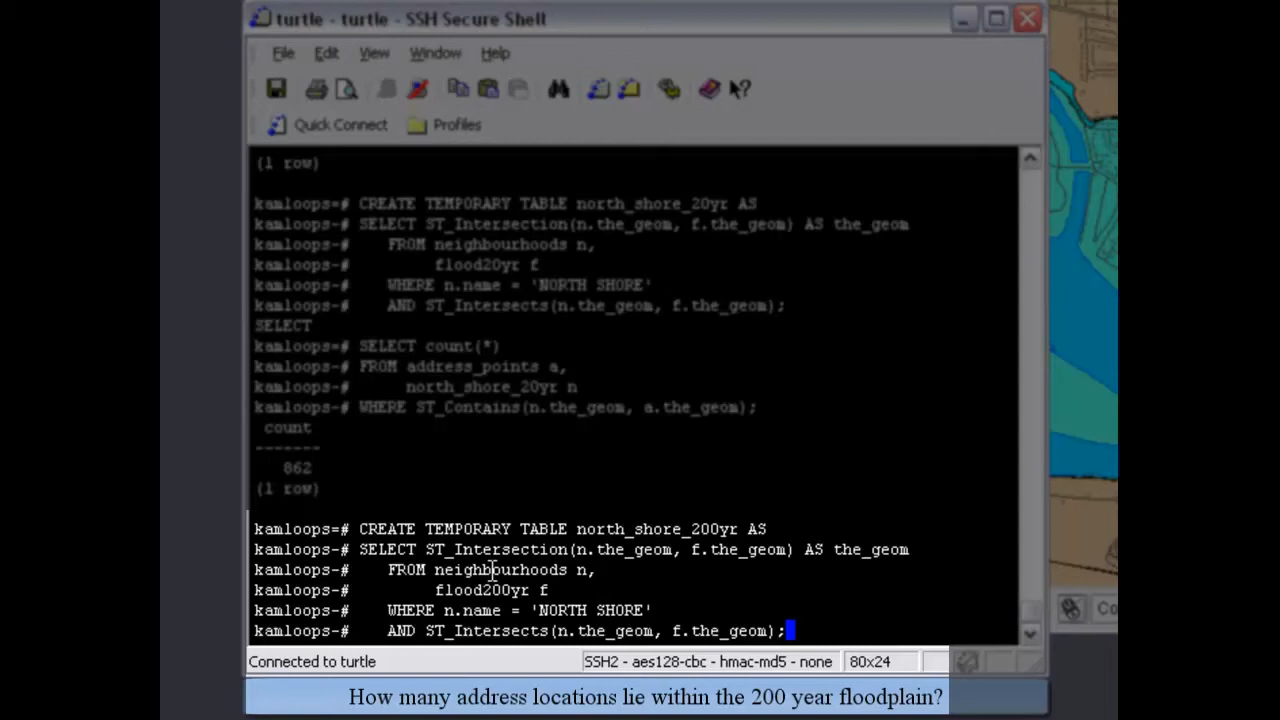 turtle - turtle - SSH Secure Shell
File Edit View Window Help
Quick Connect Profiles
(1 row)
kamloops=# CREATE TEMPORARY TABLE north_shore_20yr AS
kamloops-# SELECT ST_Intersection(n.the_geom, f.the_geom) AS the_geom
kamloops-# FROM neighbourhoods n,
kamloops-# flood20yr f
kamloops-# WHERE n.name = 'NORTH SHORE'
kamloops-# AND ST_Intersects(n.the_geom, f.the_geom);
SELECT
kamloops=# SELECT count(*)
kamloops-# FROM address_points a,
kamloops-# north_shore_20yr n
kamloops-# WHERE ST_Contains(n.the_geom, a.the_geom);
count
-------
862
(1 row)
kamloops=# CREATE TEMPORARY TABLE north_shore_200yr AS
kamloops-# SELECT ST_Intersection(n.the_geom, f.the_geom) AS the_geom
kamloops-# FROM neighbourhoods n,
kamloops-# flood200yr f
kamloops-# WHERE n.name = 'NORTH SHORE'
kamloops-# AND ST_Intersects(n.the_geom, f.the_geom);
Co
Connected to turtle SSH2 - aes128-cbc - hmac-md5 - none 80x24
How many address locations lie within the 200 year floodplain?